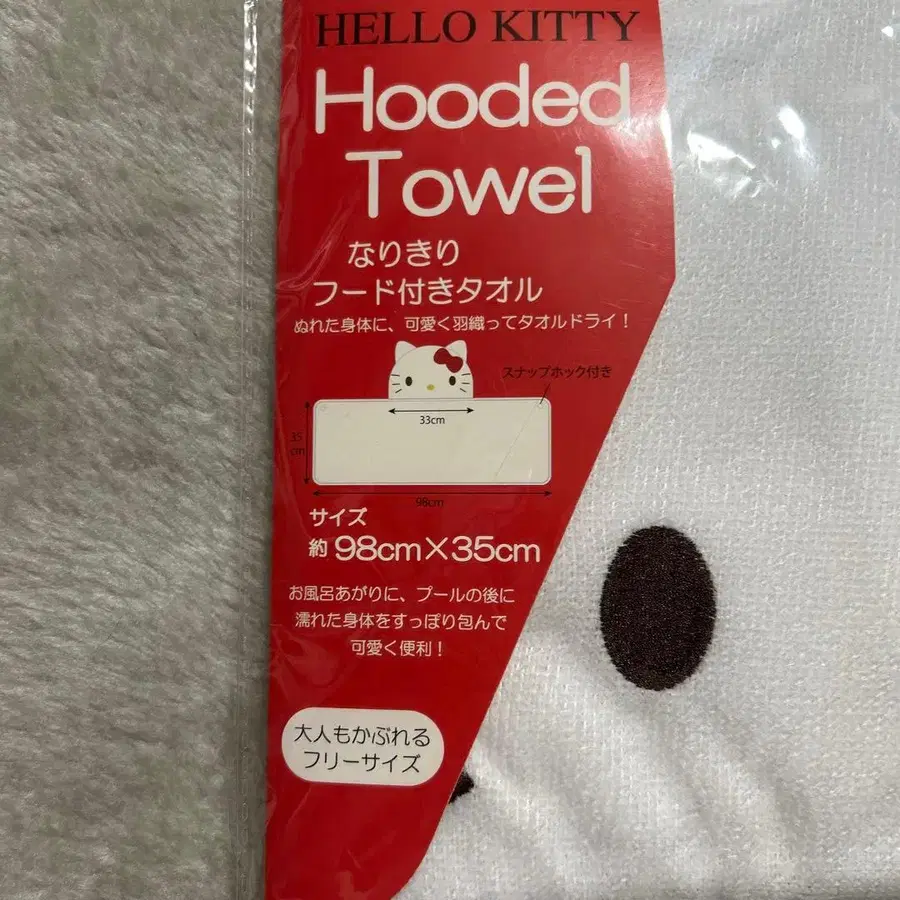 HELLO KITTY
Hooded
Towel
なりきり
フード付きタオル
ぬれた身体に、可愛く羽織ってタオルドライ！
スナップホック付き
33cm
35
cm
98cm
サイズ
約 98cm×35cm
お風呂あがりに、プールの後に
濡れた身体をすっぽり包んで
可愛く便利！
大人もかぶれる
フリーサイズ